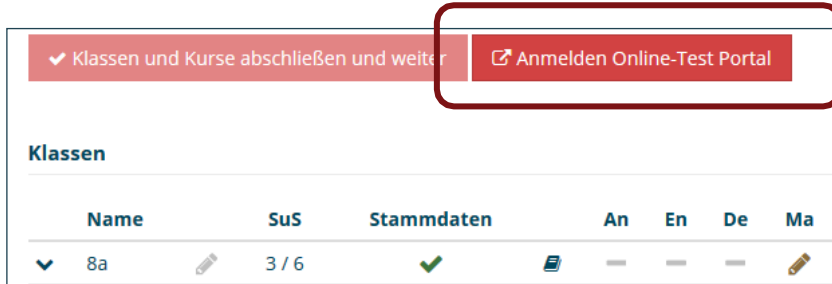 Klassen und Kurse abschließen und weiter Anmelden Online-Test Portal
Klassen
Name SuS Stammdaten An En De Ma
8a 3 / 6